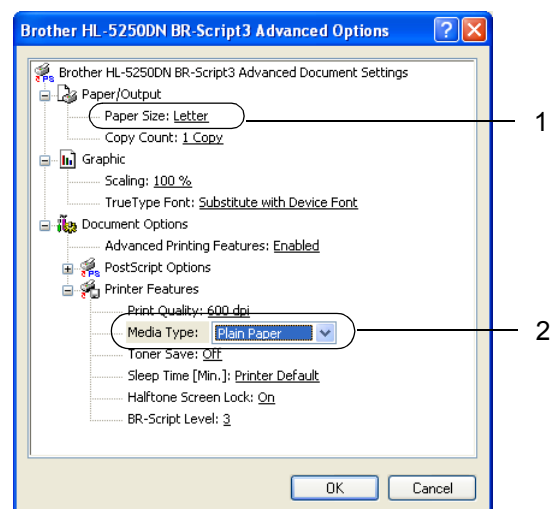 Brother HL-5250DN BR-Script3 Advanced Options
Brother HL-5250DN BR-Script3 Advanced Document Settings
Paper/Output
Paper Size: Letter
1
Copy Count: 1 Copy
Graphic
Scaling: 100 %
TrueType Font: Substitute with Device Font
Document Options
Advanced Printing Features: Enabled
PostScript Options
Printer Features
Print Quality: 600 dpi
Media Type: Plain Paper
2
Toner Save: Off
Sleep Time [Min.]: Printer Default
Halftone Screen Lock: On
BR-Script Level: 3
OK Cancel